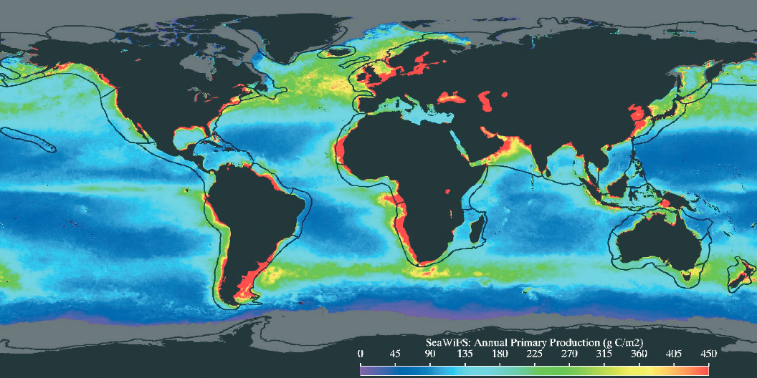 SeaWiFS: Annual Primary Production (g C/m2)
0 45 90 135 180 225 270 315 360 405 450